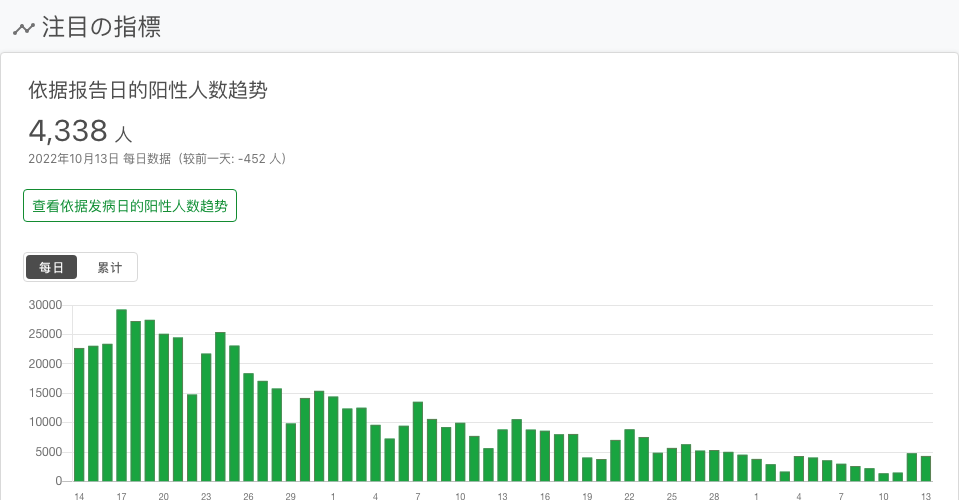 注目の指標
依据报告日的阳性人数趋势
4,338 人
2022年10月13日 每日数据（较前一天: -452 人）
查看依据发病日的阳性人数趋势
每日 累计
30000
25000
20000
15000
10000
5000
0
14 17 20 23 26 29 1 4 7 10 13 16 19 22 25 28 1 4 7 10 13